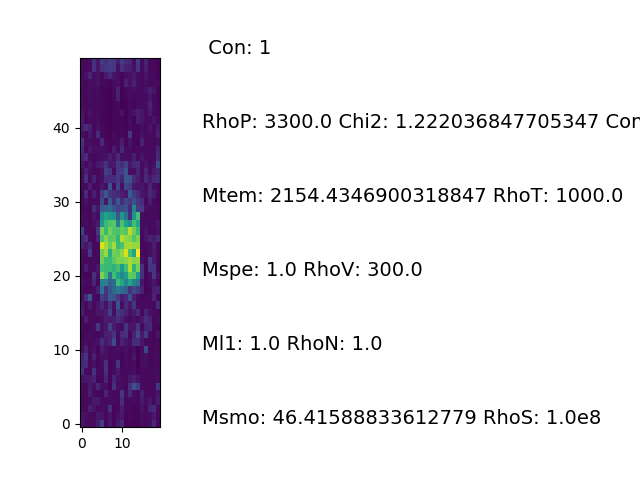 Con: 1
RhoP: 3300.0 Chi2: 1.222036847705347 Con
40
Mtem: 2154.4346900318847 RhoT: 1000.0
30
Mspe: 1.0 RhoV: 300.0
20
Ml1: 1.0 RhoN: 1.0
10
Msmo: 46.41588833612779 RhoS: 1.0e8
0
0 10